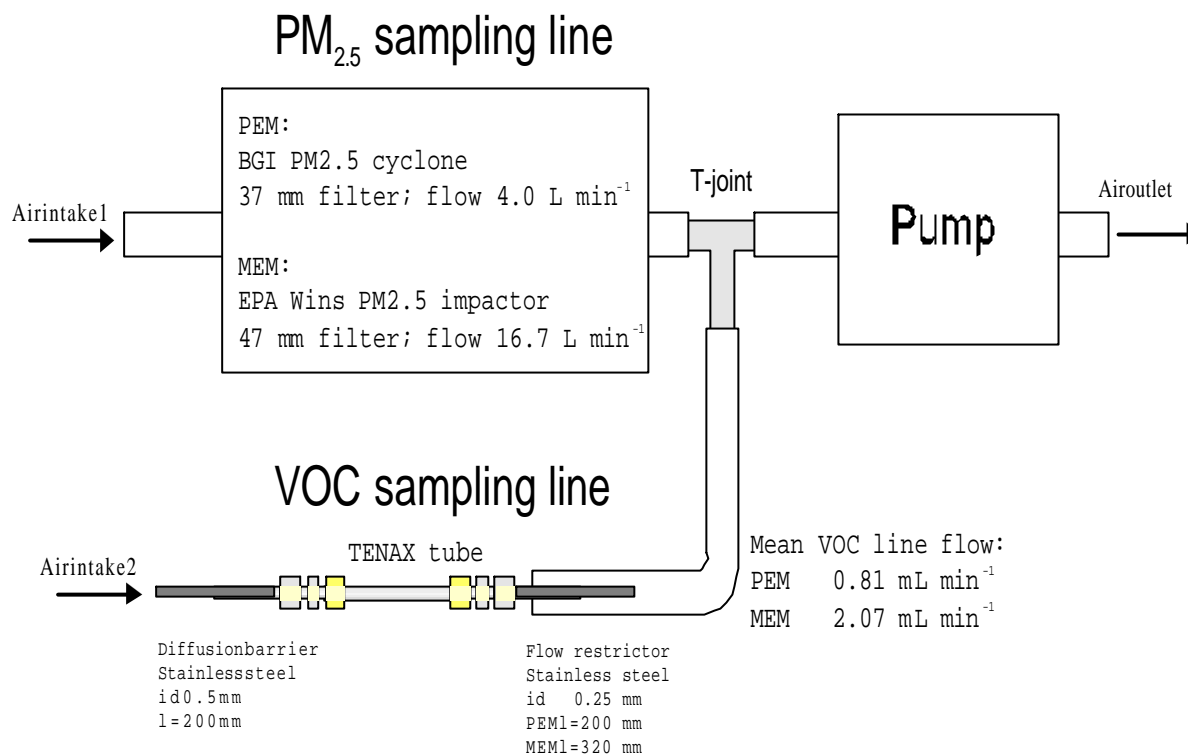 PM2.5 sampling line
PEM:
BGI PM2.5 cyclone
37 mm filter; flow 4.0 L min-1
MEM:
EPA Wins PM2.5 impactor
47 mm filter; flow 16.7 L min-1
Airintake1
T-joint
Pump
Airoutlet
VOC sampling line
TENAX tube
Airintake2
Diffusionbarrier
Stainlesssteel
id0.5mm
l=200mm
Flow restrictor
Stainless steel
id 0.25 mm
PEMl=200 mm
MEMl=320 mm
Mean VOC line flow:
PEM 0.81 mL min-1
MEM 2.07 mL min-1